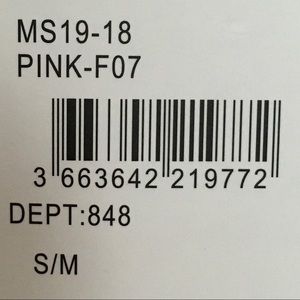 MS19-18
PINK-F07
3 663642 219772
DEPT:848
S/M